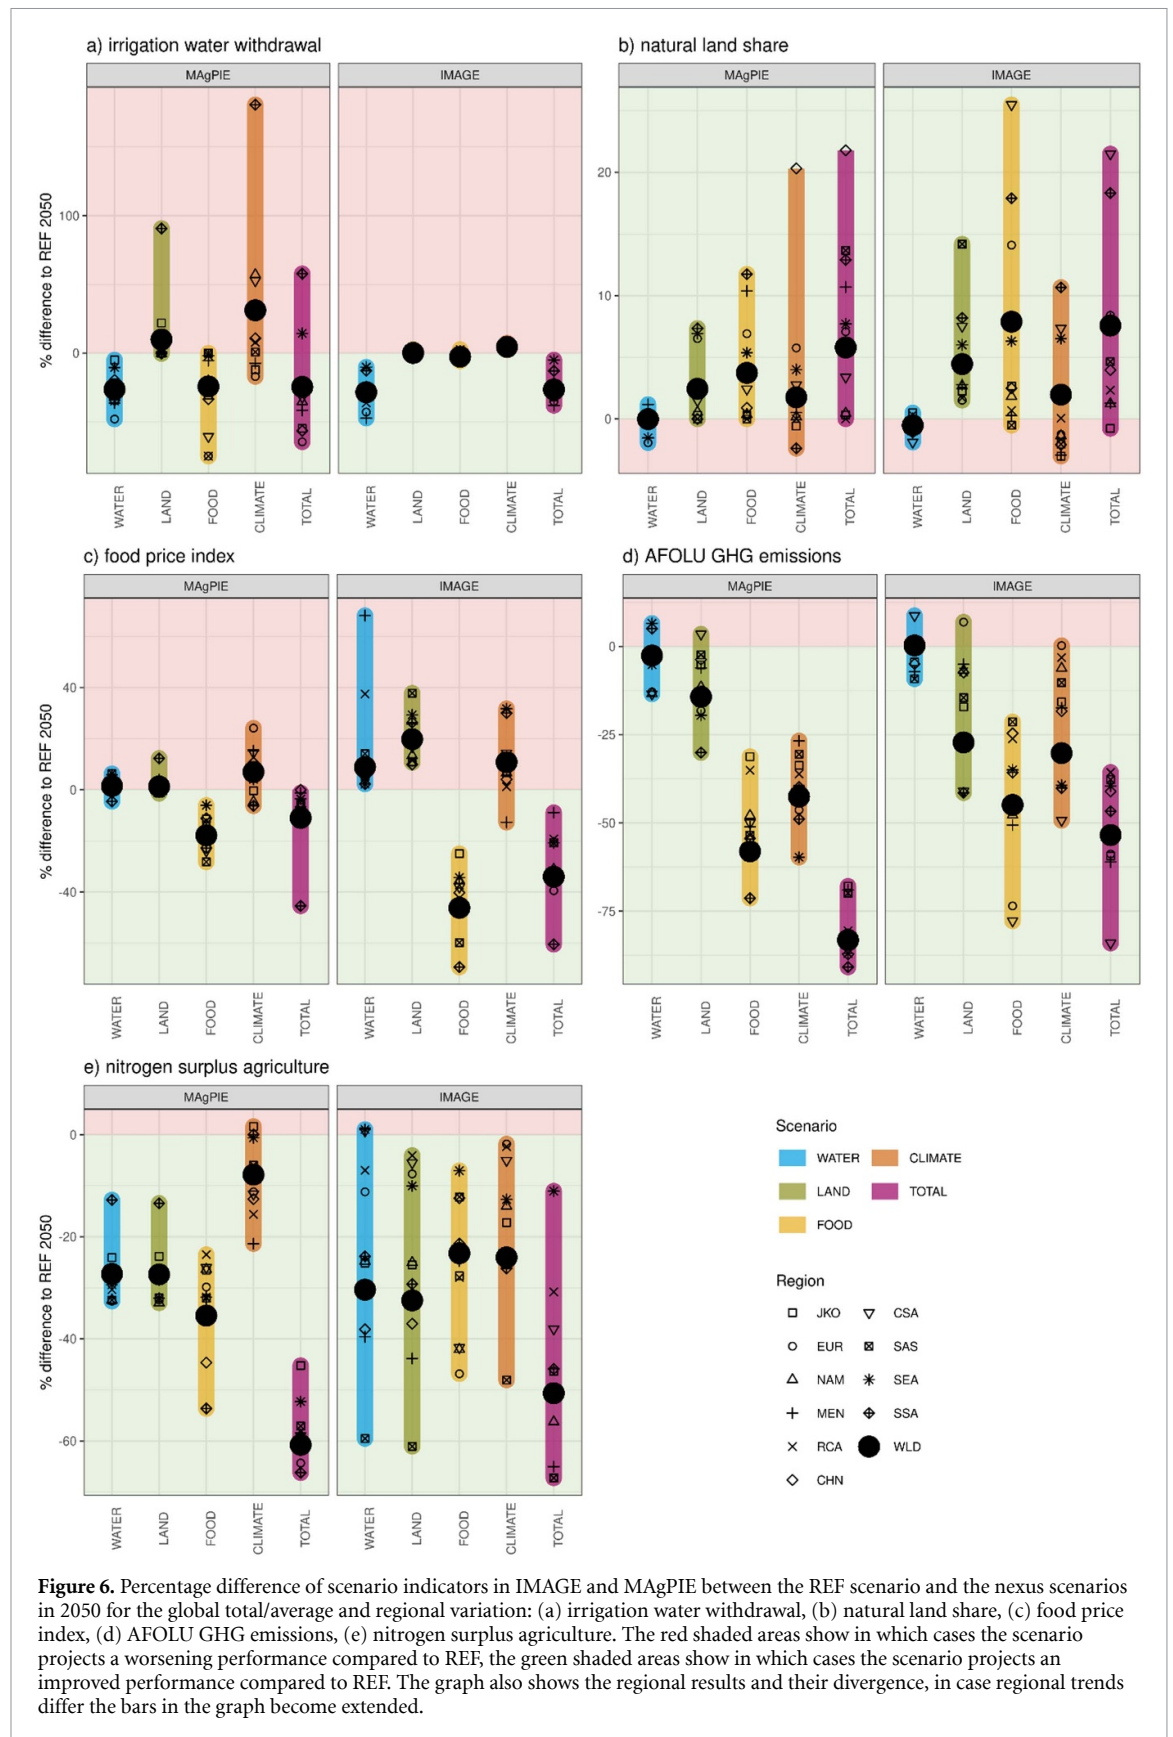 a) irrigation water withdrawal
MAgPIE
IMAGE
% difference to REF 2050
100
0
WATER
LAND
FOOD
CLIMATE
TOTAL
WATER
LAND
FOOD
CLIMATE
TOTAL
b) natural land share
MAgPIE
IMAGE
20
10
0
WATER
LAND
FOOD
CLIMATE
TOTAL
WATER
LAND
FOOD
CLIMATE
TOTAL
c) food price index
MAgPIE
IMAGE
% difference to REF 2050
40
0
-40
WATER
LAND
FOOD
CLIMATE
TOTAL
WATER
LAND
FOOD
CLIMATE
TOTAL
d) AFOLU GHG emissions
MAgPIE
IMAGE
0
-25
-50
-75
WATER
LAND
FOOD
CLIMATE
TOTAL
WATER
LAND
FOOD
CLIMATE
TOTAL
e) nitrogen surplus agriculture
MAgPIE
IMAGE
% difference to REF 2050
0
-20
-40
-60
WATER
LAND
FOOD
CLIMATE
TOTAL
WATER
LAND
FOOD
CLIMATE
TOTAL
Scenario
WATER CLIMATE
LAND TOTAL
FOOD
Region
JKO CSA
EUR SAS
NAM SEA
MEN SSA
RCA WLD
CHN
Figure 6. Percentage difference of scenario indicators in IMAGE and MAgPIE between the REF scenario and the nexus scenarios
in 2050 for the global total/average and regional variation: (a) irrigation water withdrawal, (b) natural land share, (c) food price
index, (d) AFOLU GHG emissions, (e) nitrogen surplus agriculture. The red shaded areas show in which cases the scenario
projects a worsening performance compared to REF, the green shaded areas show in which cases the scenario projects an
improved performance compared to REF. The graph also shows the regional results and their divergence, in case regional trends
differ the bars in the graph become extended.